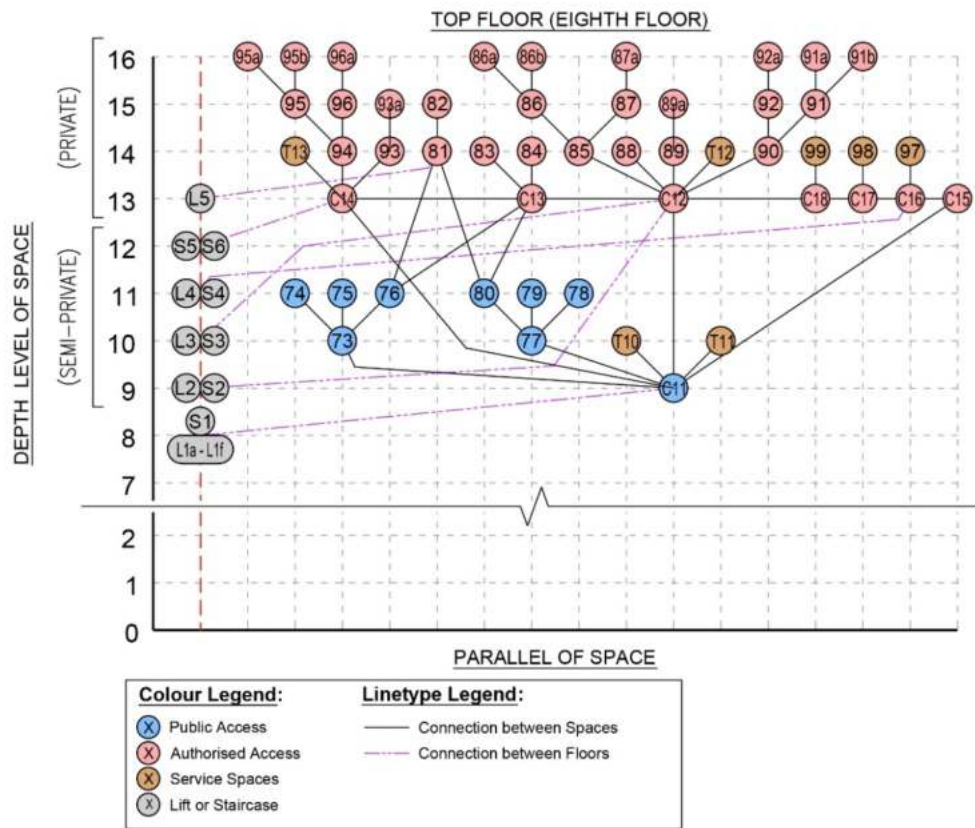 TOP FLOOR (EIGHTH FLOOR)
DEPTH LEVEL OF SPACE
(PRIVATE)
(SEMI-PRIVATE)
16 95a 95b 96a 86a 86b 87a 92a 91a 91b
15 95 96 93a 82 86 87 89a 92 91
14 T13 94 93 81 83 84 85 88 89 T12 90 99 98 97
13 L5 C14 C13 C12 C18 C17 C16 C15
12 S5 S6
11 L4 S4 74 75 76 80 79 78
10 L3 S3 73 77 T10 T11
9 L2 S2 C11
S1
8
L1a - L1f
7
2
1
0
PARALLEL OF SPACE
Colour Legend: Linetype Legend:
X Public Access Connection between Spaces
X Authorised Access Connection between Floors
X Service Spaces
X Lift or Staircase